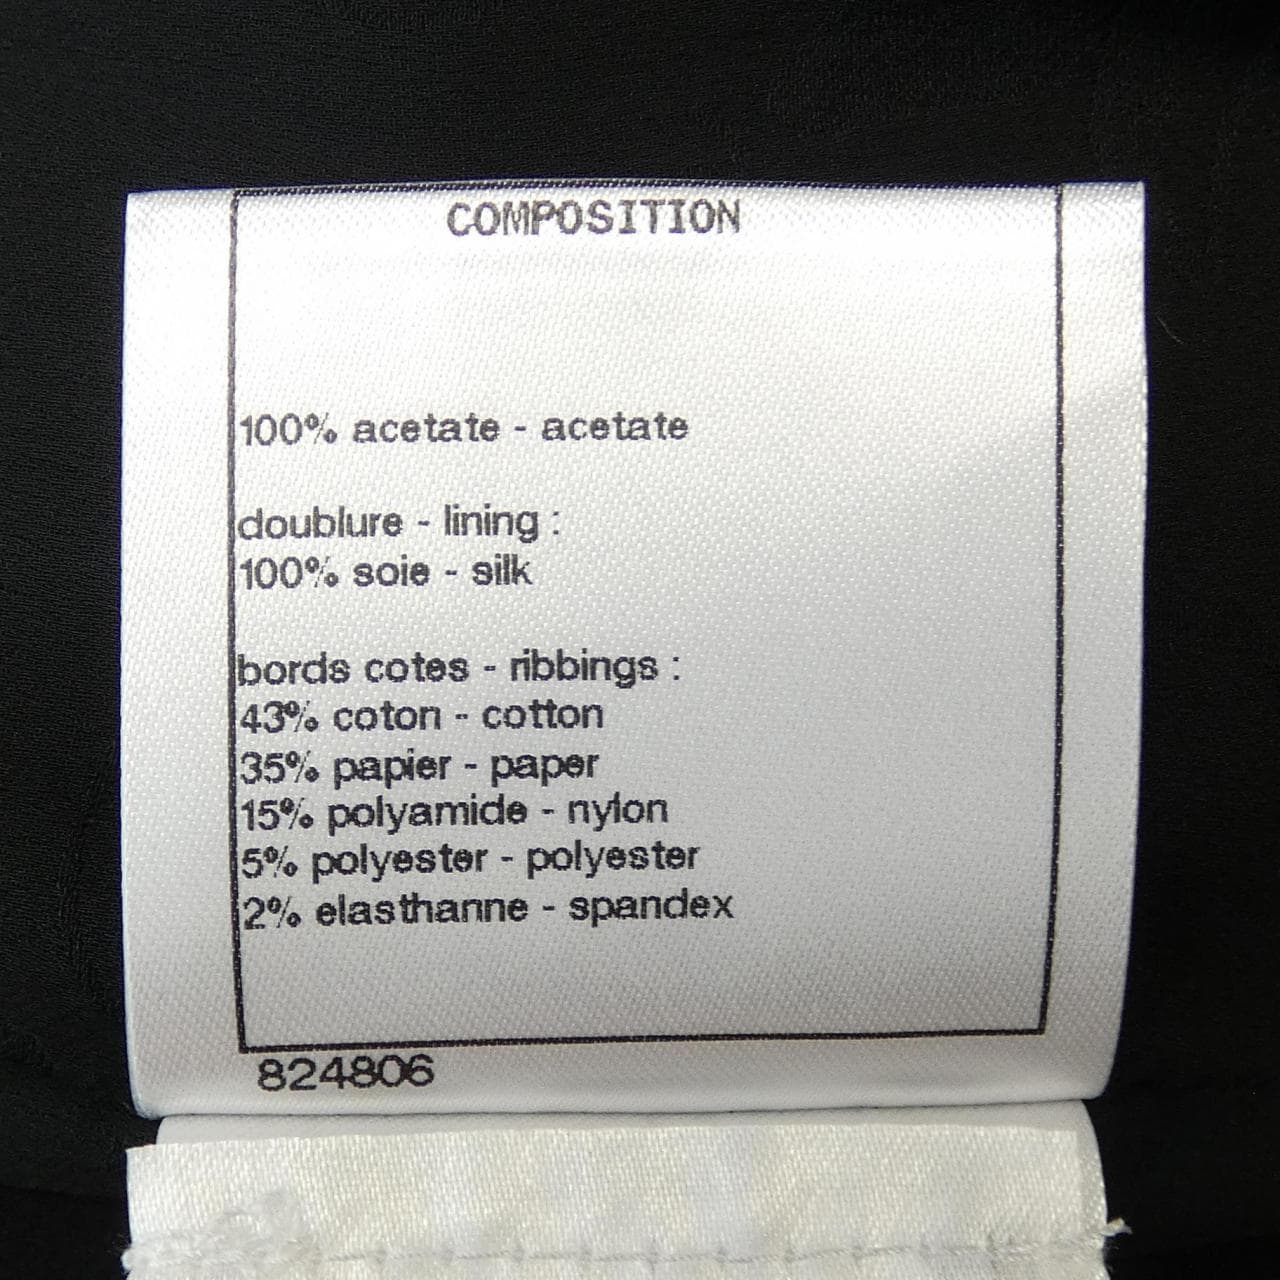 COMPOSITION
100% acetate - acetate
doublure - lining :
100% soie - silk
bords cotes - ribbings :
43% coton - cotton
35% papier - paper
15% polyamide - nylon
5% polyester - polyester
2% elasthanne - spandex
824806